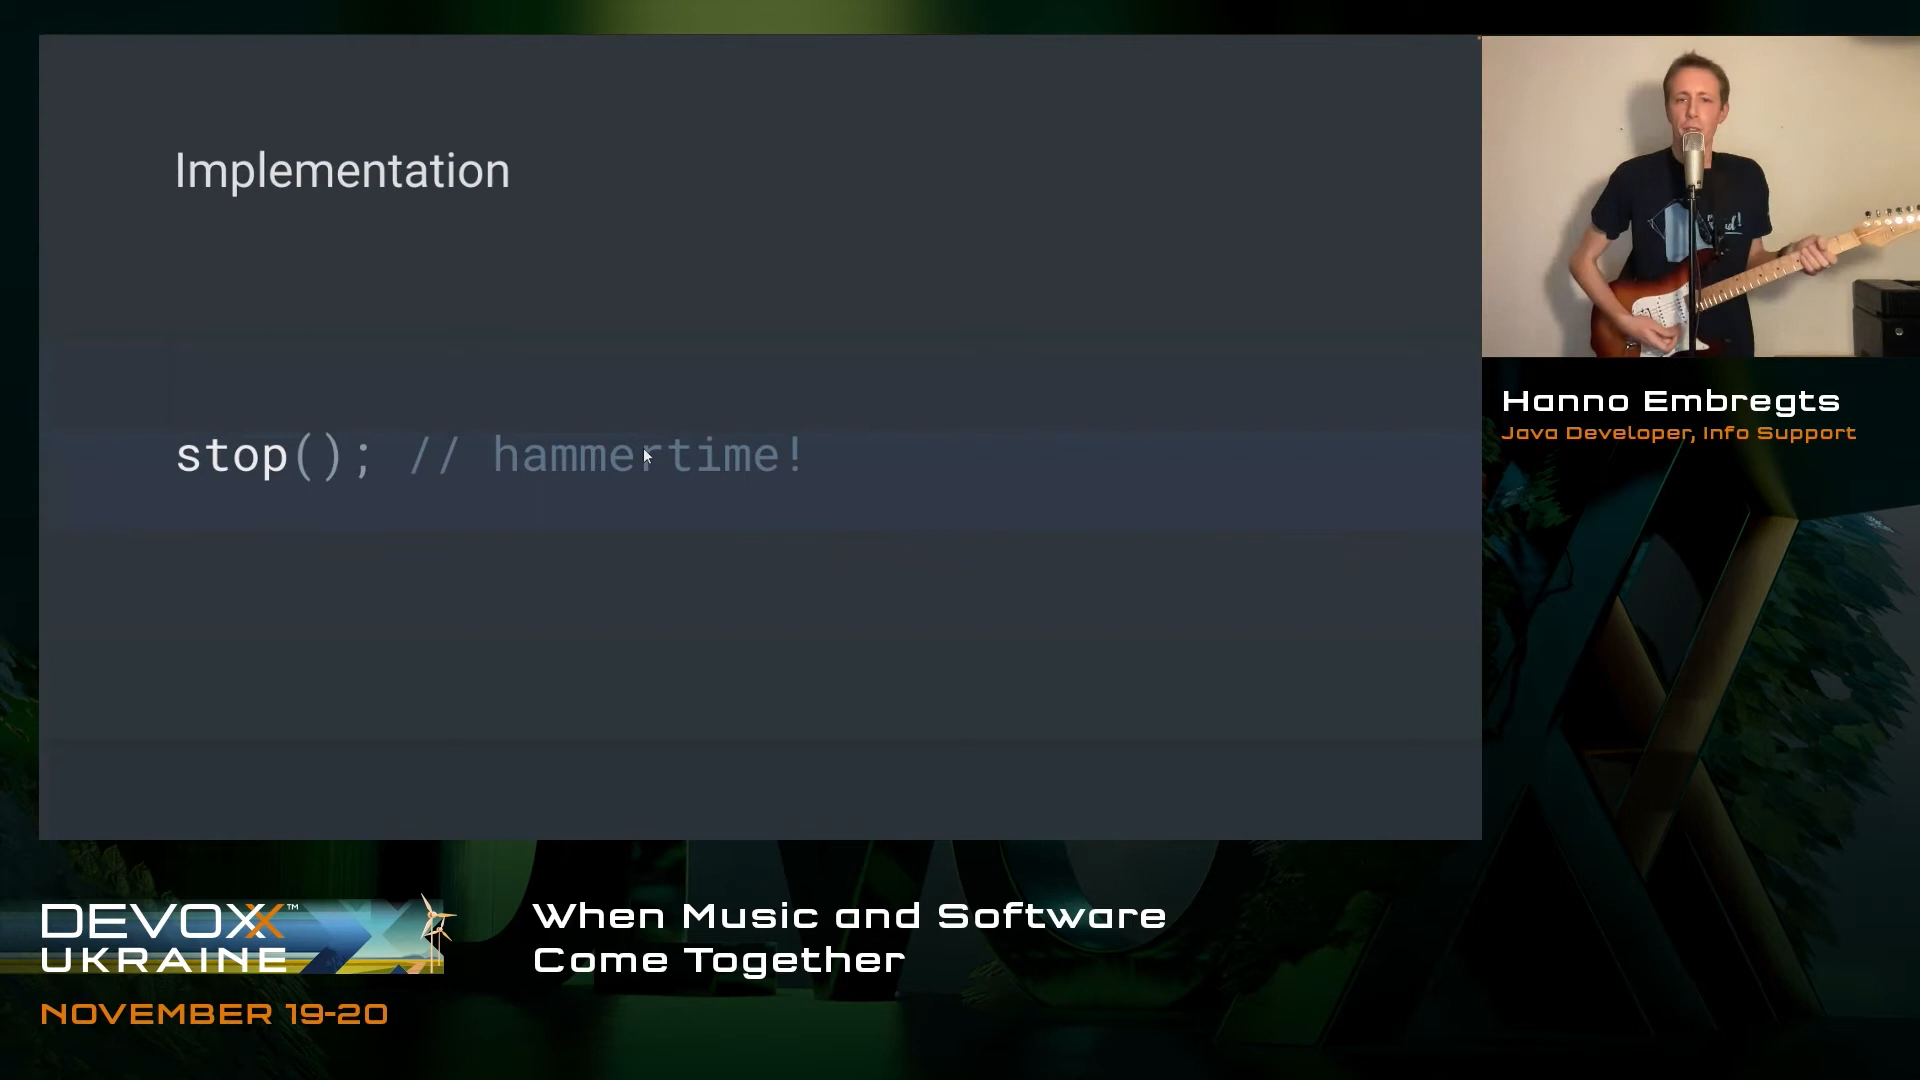 Implementation
stop(); // hammertime!
Hanno Embregts
Java Developer, Info Support
DEVOXX™
UKRAINE
NOVEMBER 19-20
When Music and Software
Come Together